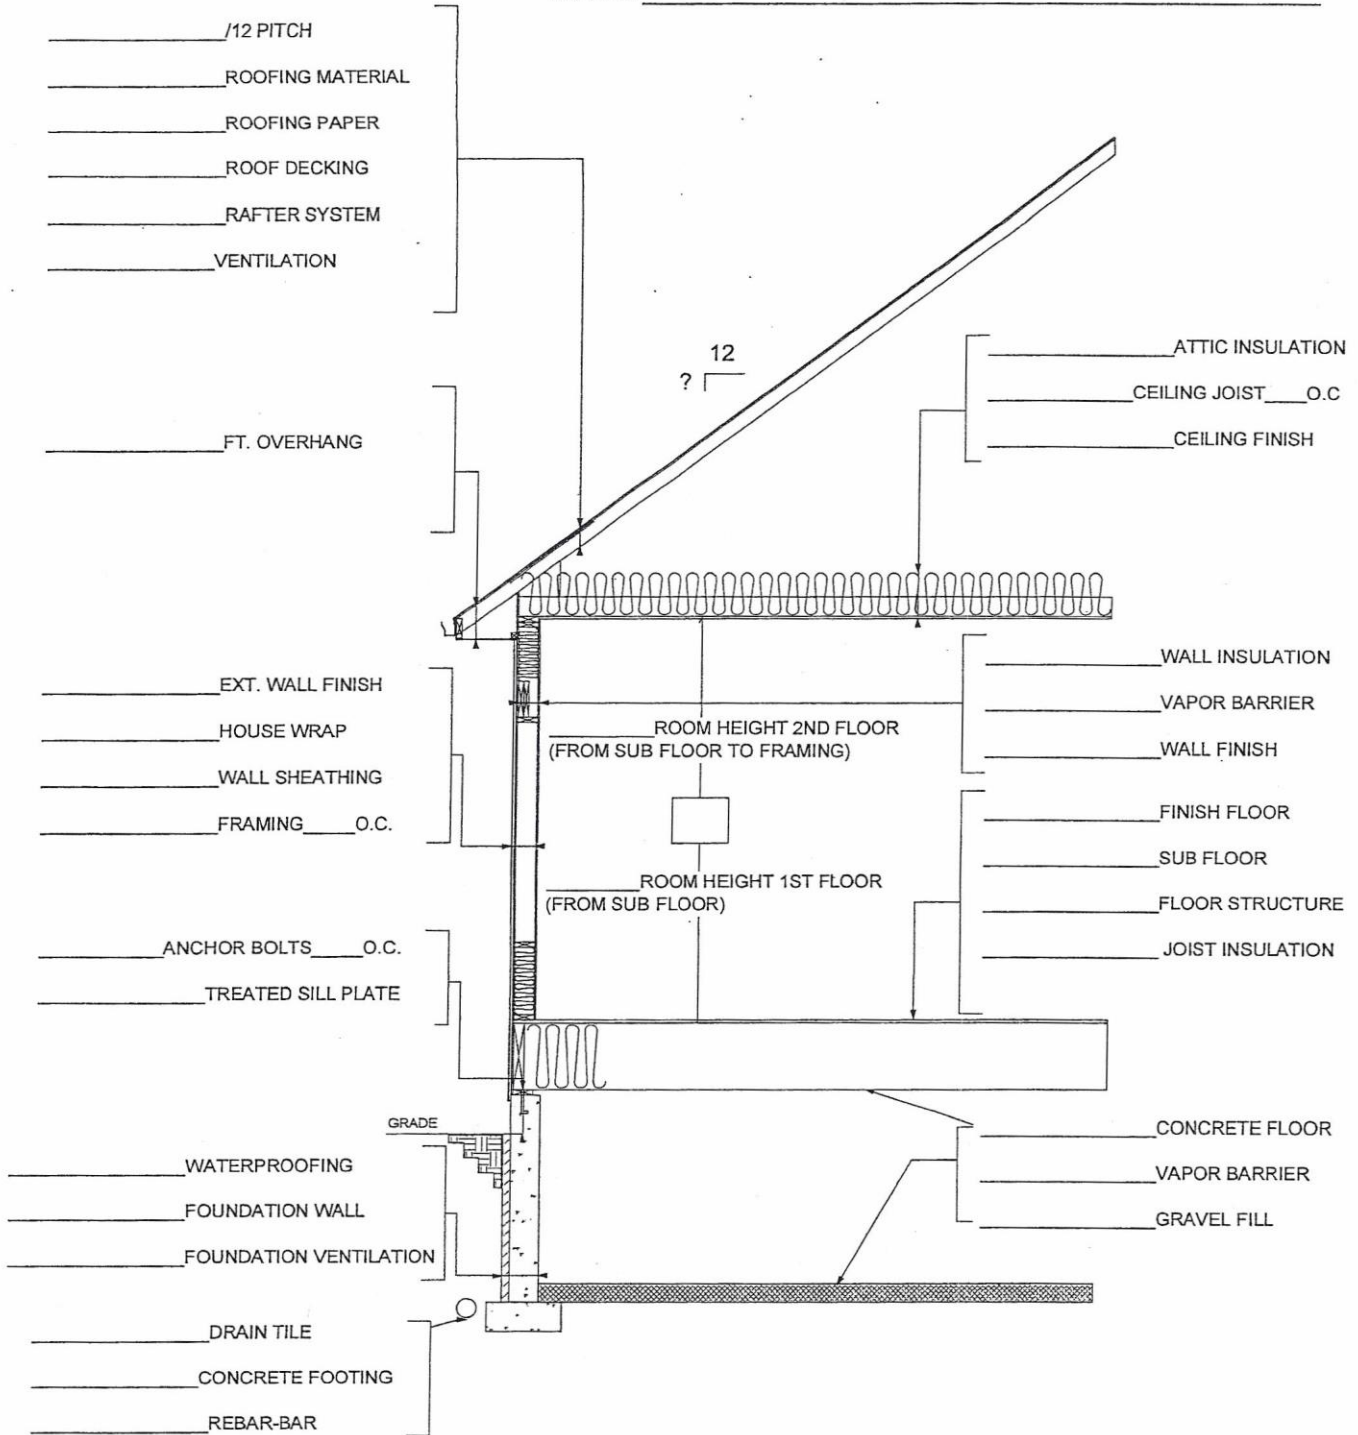 /12 PITCH
ROOFING MATERIAL
ROOFING PAPER
ROOF DECKING
RAFTER SYSTEM
VENTILATION
12
?
ATTIC INSULATION
CEILING JOIST____O.C
CEILING FINISH
FT. OVERHANG
EXT. WALL FINISH
HOUSE WRAP
WALL SHEATHING
FRAMING____O.C.
ROOM HEIGHT 2ND FLOOR
(FROM SUB FLOOR TO FRAMING)
WALL INSULATION
VAPOR BARRIER
WALL FINISH
FINISH FLOOR
SUB FLOOR
FLOOR STRUCTURE
JOIST INSULATION
ROOM HEIGHT 1ST FLOOR
(FROM SUB FLOOR)
ANCHOR BOLTS____O.C.
TREATED SILL PLATE
GRADE
WATERPROOFING
FOUNDATION WALL
FOUNDATION VENTILATION
CONCRETE FLOOR
VAPOR BARRIER
GRAVEL FILL
DRAIN TILE
CONCRETE FOOTING
REBAR-BAR